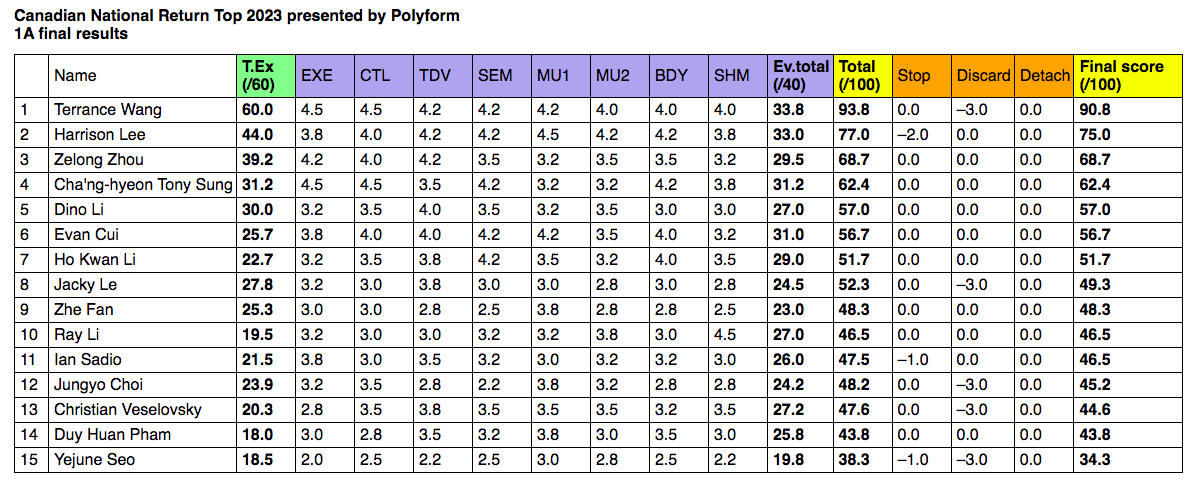 Canadian National Return Top 2023 presented by Polyform
1A final results
Name T.Ex (/60) EXE CTL TDV SEM MU1 MU2 BDY SHM Ev.total (/40) Total (/100) Stop Discard Detach Final score (/100)
1 Terrance Wang 60.0 4.5 4.5 4.2 4.2 4.2 4.0 4.0 4.0 33.8 93.8 0.0 –3.0 0.0 90.8
2 Harrison Lee 44.0 3.8 4.0 4.2 4.2 4.5 4.2 4.2 3.8 33.0 77.0 –2.0 0.0 0.0 75.0
3 Zelong Zhou 39.2 4.2 4.0 4.2 3.5 3.2 3.5 3.5 3.2 29.5 68.7 0.0 0.0 0.0 68.7
4 Cha'ng-hyeon Tony Sung 31.2 4.5 4.5 3.5 4.2 3.2 3.2 4.2 3.8 31.2 62.4 0.0 0.0 0.0 62.4
5 Dino Li 30.0 3.2 3.5 4.0 3.5 3.2 3.5 3.0 3.0 27.0 57.0 0.0 0.0 0.0 57.0
6 Evan Cui 25.7 3.8 4.0 4.0 4.2 4.2 3.5 4.0 3.2 31.0 56.7 0.0 0.0 0.0 56.7
7 Ho Kwan Li 22.7 3.2 3.5 3.8 4.2 3.5 3.2 4.0 3.5 29.0 51.7 0.0 0.0 0.0 51.7
8 Jacky Le 27.8 3.2 3.0 3.8 3.0 3.0 2.8 3.0 2.8 24.5 52.3 0.0 –3.0 0.0 49.3
9 Zhe Fan 25.3 3.0 3.0 2.8 2.5 3.8 2.8 2.8 2.5 23.0 48.3 0.0 0.0 0.0 48.3
10 Ray Li 19.5 3.2 3.0 3.0 3.2 3.2 3.8 3.0 4.5 27.0 46.5 0.0 0.0 0.0 46.5
11 Ian Sadio 21.5 3.8 3.0 3.5 3.2 3.0 3.2 3.2 3.0 26.0 47.5 –1.0 0.0 0.0 46.5
12 Jungyo Choi 23.9 3.2 3.5 2.8 2.2 3.8 3.2 2.8 2.8 24.2 48.2 0.0 –3.0 0.0 45.2
13 Christian Veselovsky 20.3 2.8 3.5 3.8 3.5 3.5 3.5 3.2 3.5 27.2 47.6 0.0 –3.0 0.0 44.6
14 Duy Huan Pham 18.0 3.0 2.8 3.5 3.2 3.8 3.0 3.5 3.0 25.8 43.8 0.0 0.0 0.0 43.8
15 Yejune Seo 18.5 2.0 2.5 2.2 2.5 3.0 2.8 2.5 2.2 19.8 38.3 –1.0 –3.0 0.0 34.3